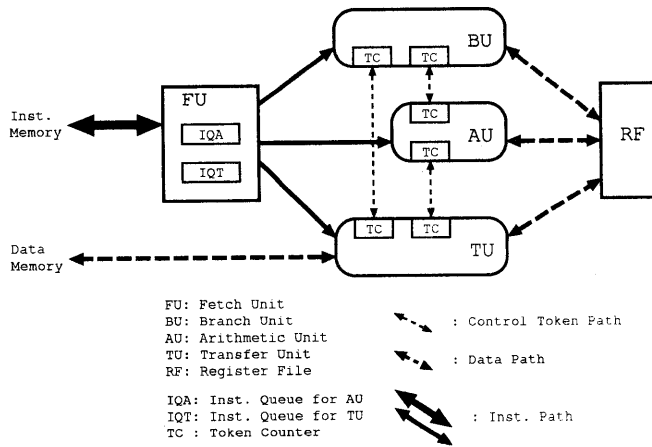 BU
TC TC
FU
Inst.
Memory
IQA
IQT
TC
AU
TC
RF
TC TC
TU
Data
Memory
FU: Fetch Unit
BU: Branch Unit
AU: Arithmetic Unit
TU: Transfer Unit
RF: Register File
IQA: Inst. Queue for AU
IQT: Inst. Queue for TU
TC : Token Counter
: Control Token Path
: Data Path
: Inst. Path